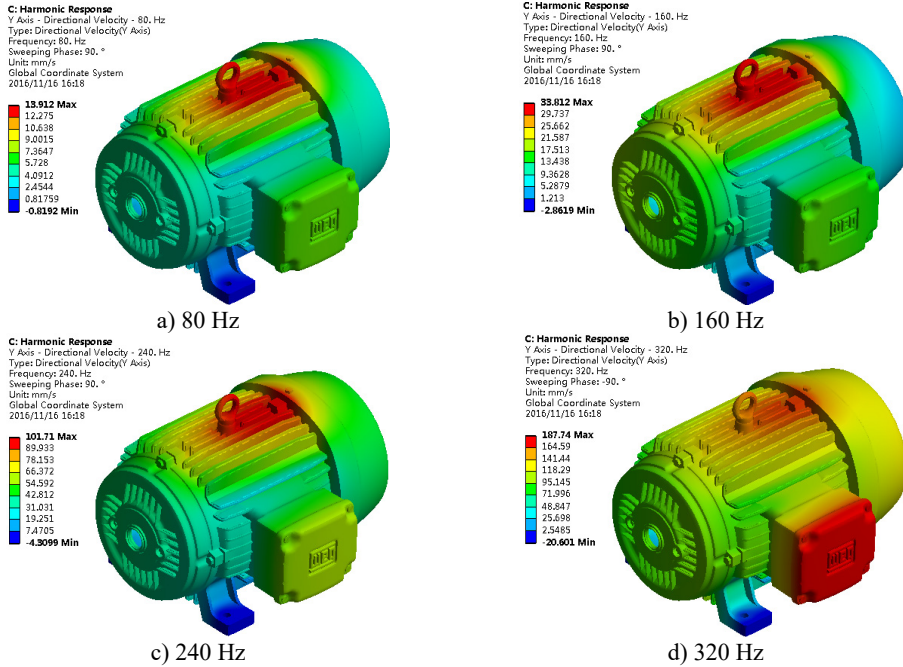 C: Harmonic Response
Y Axis - Directional Velocity - 80. Hz
Type: Directional Velocity(Y Axis)
Frequency: 80. Hz
Sweeping Phase: 90. °
Unit: mm/s
Global Coordinate System
2016/11/16 16:18
13.912 Max
12.275
10.638
9.0015
7.3647
5.728
4.0912
2.4544
0.81759
-0.8192 Min
WEG
a) 80 Hz
C: Harmonic Response
Y Axis - Directional Velocity - 160. Hz
Type: Directional Velocity(Y Axis)
Frequency: 160. Hz
Sweeping Phase: 90. °
Unit: mm/s
Global Coordinate System
2016/11/16 16:18
33.812 Max
29.737
25.662
21.587
17.513
13.438
9.3628
5.2879
1.213
-2.8619 Min
WEG
b) 160 Hz
C: Harmonic Response
Y Axis - Directional Velocity - 240. Hz
Type: Directional Velocity(Y Axis)
Frequency: 240. Hz
Sweeping Phase: 90. °
Unit: mm/s
Global Coordinate System
2016/11/16 16:18
101.71 Max
89.933
78.153
66.372
54.592
42.812
31.031
19.251
7.4705
-4.3099 Min
WEG
c) 240 Hz
C: Harmonic Response
Y Axis - Directional Velocity - 320. Hz
Type: Directional Velocity(Y Axis)
Frequency: 320. Hz
Sweeping Phase: -90. °
Unit: mm/s
Global Coordinate System
2016/11/16 16:18
187.74 Max
164.59
141.44
118.29
95.145
71.996
48.847
25.698
2.5485
-20.601 Min
WEG
d) 320 Hz